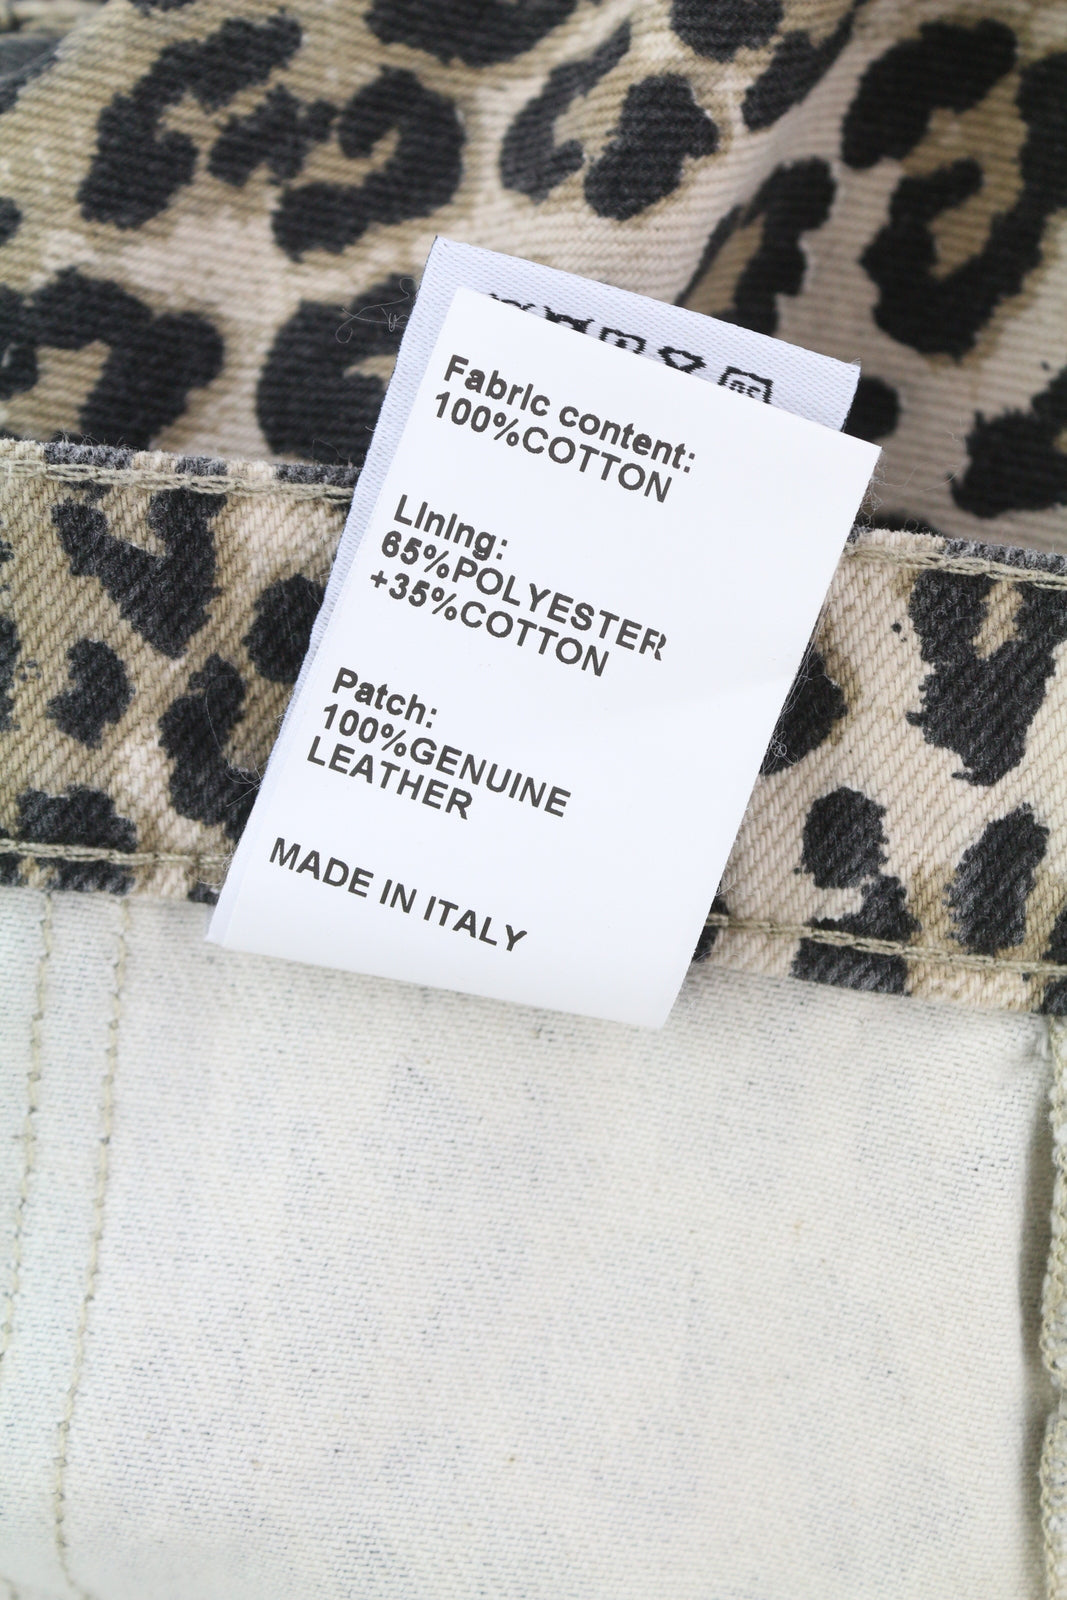 Fabric content:
100%COTTON
Lining:
65%POLYESTER
+35%COTTON
Patch:
100%GENUINE
LEATHER
MADE IN ITALY